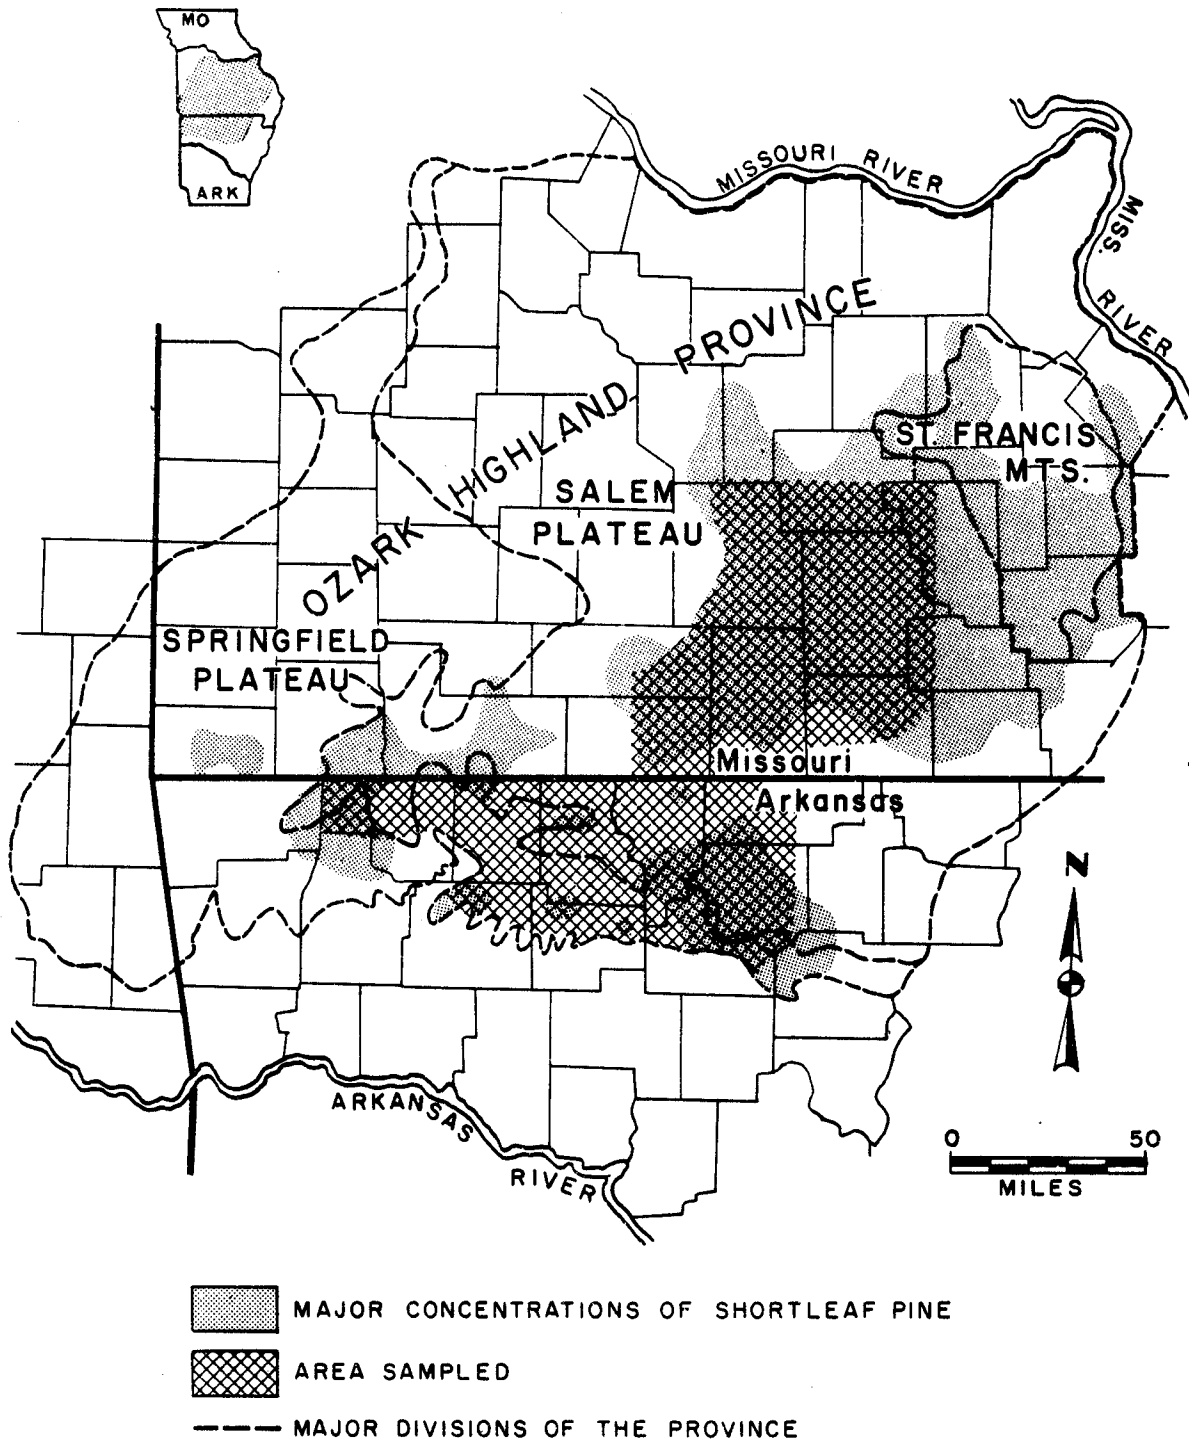 MO
ARK
MISSOURI RIVER
MISS.
RIVER
OZARK HIGHLAND PROVINCE
ST. FRANCIS
MTS.
SALEM
PLATEAU
SPRINGFIELD
PLATEAU
Missouri
Arkansas
N
ARKANSAS
RIVER
0 50
MILES
MAJOR CONCENTRATIONS OF SHORTLEAF PINE
AREA SAMPLED
MAJOR DIVISIONS OF THE PROVINCE